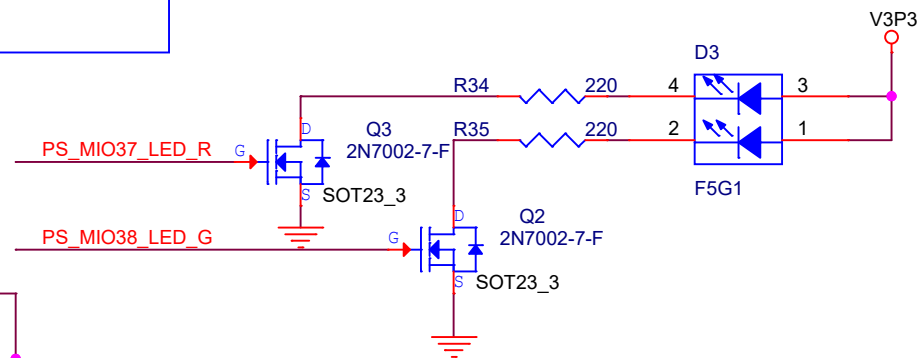 V3P3
D3
R34
220
4
3
D
Q3
R35
220
2
1
PS_MIO37_LED_R
G
2N7002-7-F
S
SOT23_3
F5G1
D
Q2
PS_MIO38_LED_G
G
2N7002-7-F
S
SOT23_3